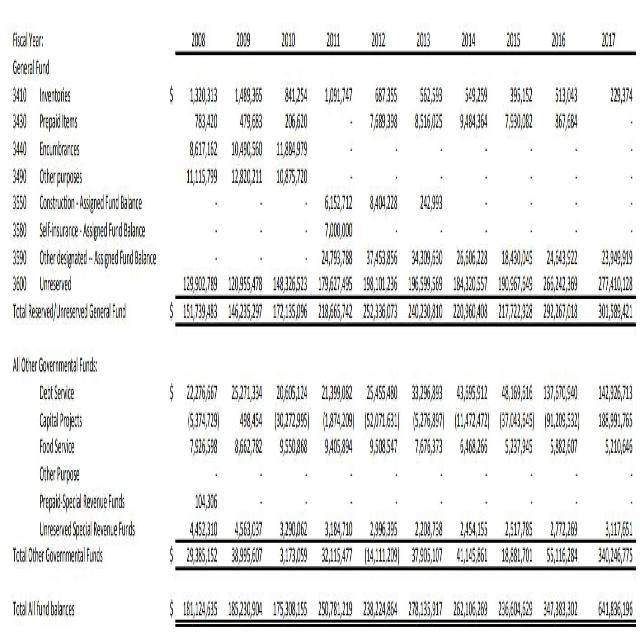 Fiscal Year: 2008 2009 2010 2011 2012 2013 2014 2015 2016 2017
General Fund
3410 Inventories $ 1,320,313 1,489,365 841,254 1,091,747 687,355 562,593 549,259 395,152 513,043 229,374
3430 Prepaid Items 783,420 479,683 206,620 - 7,689,398 8,516,025 9,484,364 7,930,082 867,684 -
3440 Encumbrances 8,617,162 10,490,560 11,884,979 - - - - - - -
3490 Other purposes 11,115,799 12,820,211 10,875,720 - - - - - - -
3550 Construction - Assigned Fund Balance - - - 6,152,712 8,404,228 242,993 - - - -
3580 Self-insurance - Assigned Fund Balance - - - 7,000,000 - - - - - -
3590 Other designated -- Assigned Fund Balance - - - 24,793,788 37,453,856 34,309,630 26,606,228 18,430,045 24,643,922 23,949,919
3600 Unreserved 129,902,789 120,955,478 148,326,523 179,627,495 198,101,236 196,599,569 184,320,557 190,967,649 266,242,369 277,410,128
Total Reserved/Unreserved General Fund $ 151,739,483 146,235,297 172,135,096 218,665,742 252,336,073 240,230,810 220,960,408 217,722,928 292,267,018 301,589,421
All Other Governmental Funds:
Debt Service $ 22,276,667 25,271,334 20,605,124 21,399,082 25,455,480 33,296,893 43,695,912 48,169,616 137,670,940 142,926,713
Capital Projects (5,374,729) 498,454 (30,272,995) (1,874,209) (52,071,631) (5,276,897) (11,472,472) (37,043,645) (91,209,532) 188,991,765
Food Service 7,926,598 8,662,782 9,550,868 9,405,894 9,508,547 7,676,373 6,468,266 5,237,945 5,882,607 5,210,646
Other Purpose - - - - - - - - - -
Prepaid-Special Revenue Funds 104,306 - - - - - - - - -
Unreserved Special Revenue Funds 4,452,310 4,563,037 3,290,062 3,184,710 2,996,395 2,208,738 2,454,155 2,517,785 2,772,269 3,117,651
Total Other Governmental Funds $ 29,385,152 38,995,607 3,173,059 32,115,477 (14,111,209) 37,905,107 41,145,861 18,881,701 55,116,284 340,246,775
Total All fund balances $ 181,124,635 185,230,904 175,308,155 250,781,219 238,224,864 278,135,917 262,106,269 236,604,629 347,383,302 641,836,196